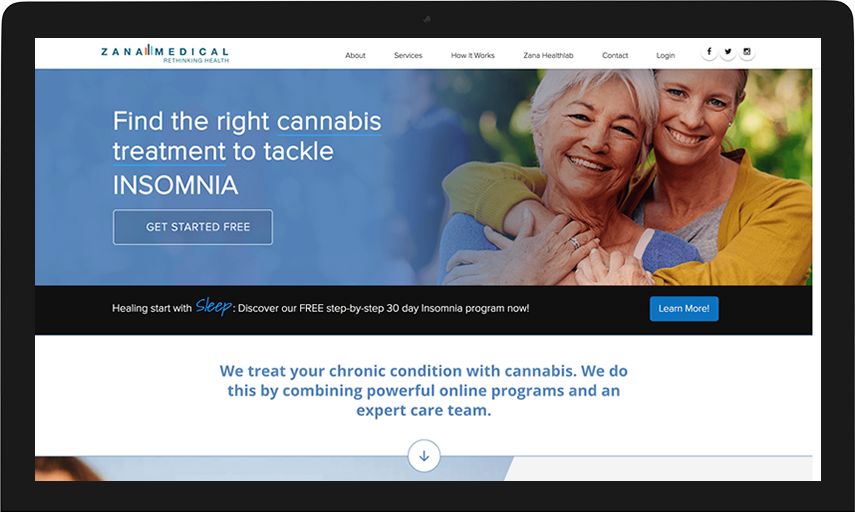 ZANA MEDICAL
RETHINKING HEALTH
About Services How It Works Zana Healthlab Contact Login
Find the right cannabis
treatment to tackle
INSOMNIA
GET STARTED FREE
Healing start with Sleep: Discover our FREE step-by-step 30 day Insomnia program now!
Learn More!
We treat your chronic condition with cannabis. We do
this by combining powerful online programs and an
expert care team.